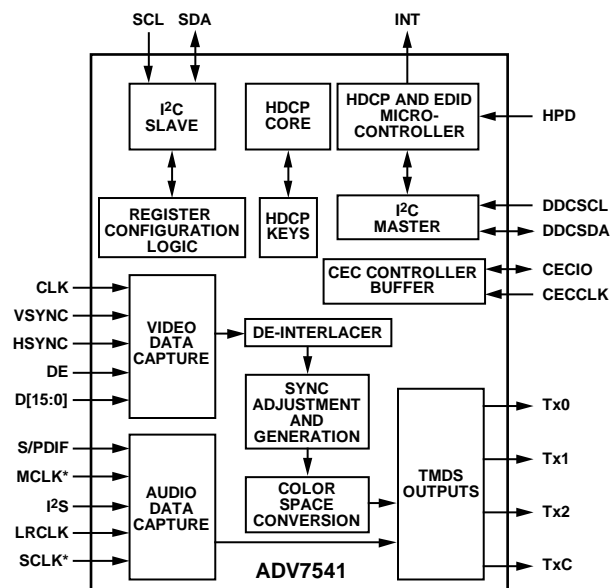 SCL SDA INT
I2C
SLAVE
HDCP
CORE
HDCP AND EDID
MICRO-
CONTROLLER
HPD
REGISTER
CONFIGURATION
LOGIC
HDCP
KEYS
I2C
MASTER
DDCSCL
DDCSDA
CEC CONTROLLER
BUFFER
CECIO
CECCLK
CLK
VSYNC
HSYNC
DE
D[15:0]
VIDEO
DATA
CAPTURE
DE-INTERLACER
SYNC
ADJUSTMENT
AND
GENERATION
COLOR
SPACE
CONVERSION
TMDS
OUTPUTS
Tx0
Tx1
Tx2
TxC
S/PDIF
MCLK*
I2S
LRCLK
SCLK*
AUDIO
DATA
CAPTURE
ADV7541